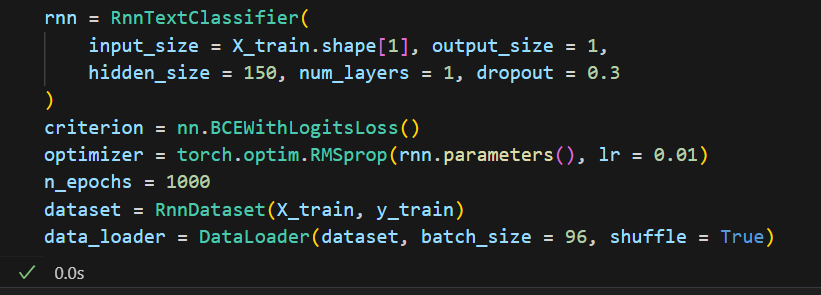 rnn = RnnTextClassifier(
    input_size = X_train.shape[1], output_size = 1,
    hidden_size = 150, num_layers = 1, dropout = 0.3
)
criterion = nn.BCEWithLogitsLoss()
optimizer = torch.optim.RMSprop(rnn.parameters(), lr = 0.01)
n_epochs = 1000
dataset = RnnDataset(X_train, y_train)
data_loader = DataLoader(dataset, batch_size = 96, shuffle = True)
0.0s